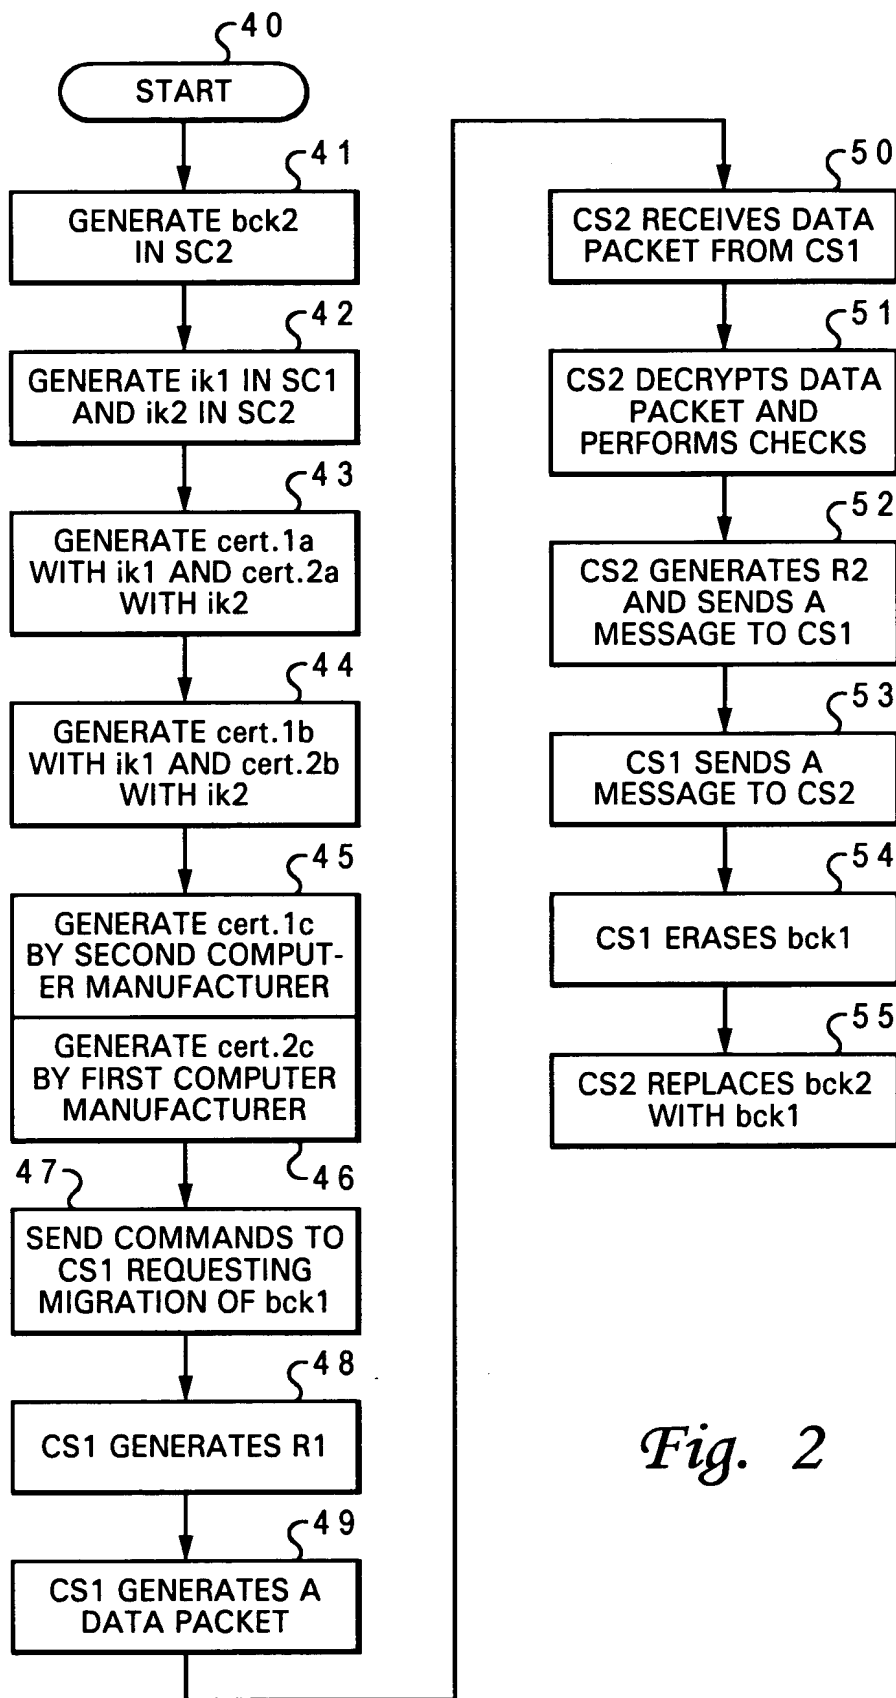 40
START
41
GENERATE bck2
IN SC2
42
GENERATE ik1 IN SC1
AND ik2 IN SC2
43
GENERATE cert.1a
WITH ik1 AND cert.2a
WITH ik2
44
GENERATE cert.1b
WITH ik1 AND cert.2b
WITH ik2
45
GENERATE cert.1c
BY SECOND COMPUT-
ER MANUFACTURER
GENERATE cert.2c
BY FIRST COMPUTER
MANUFACTURER
46
47
SEND COMMANDS TO
CS1 REQUESTING
MIGRATION OF bck1
48
CS1 GENERATES R1
49
CS1 GENERATES A
DATA PACKET
50
CS2 RECEIVES DATA
PACKET FROM CS1
51
CS2 DECRYPTS DATA
PACKET AND
PERFORMS CHECKS
52
CS2 GENERATES R2
AND SENDS A
MESSAGE TO CS1
53
CS1 SENDS A
MESSAGE TO CS2
54
CS1 ERASES bck1
55
CS2 REPLACES bck2
WITH bck1
Fig. 2